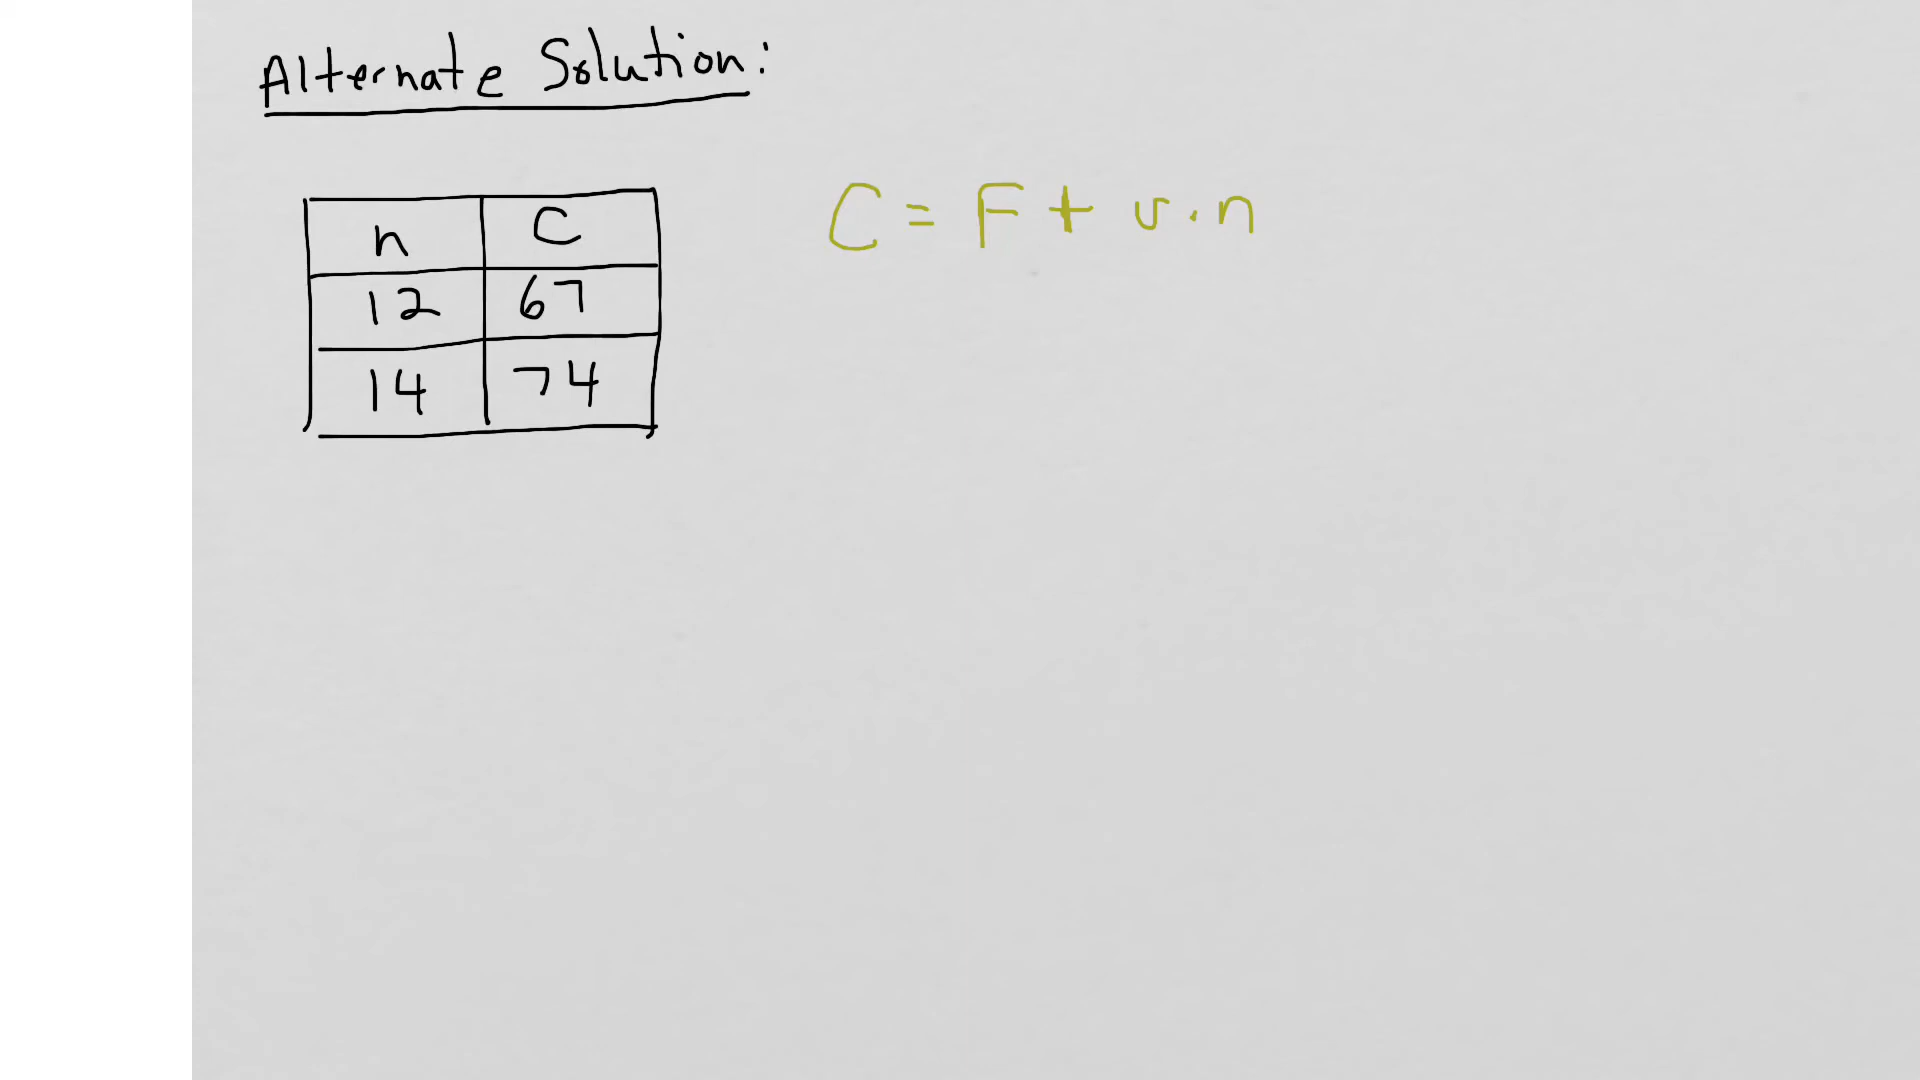 Alternate Solution:
n C
12 67
14 74
C = F + v · n